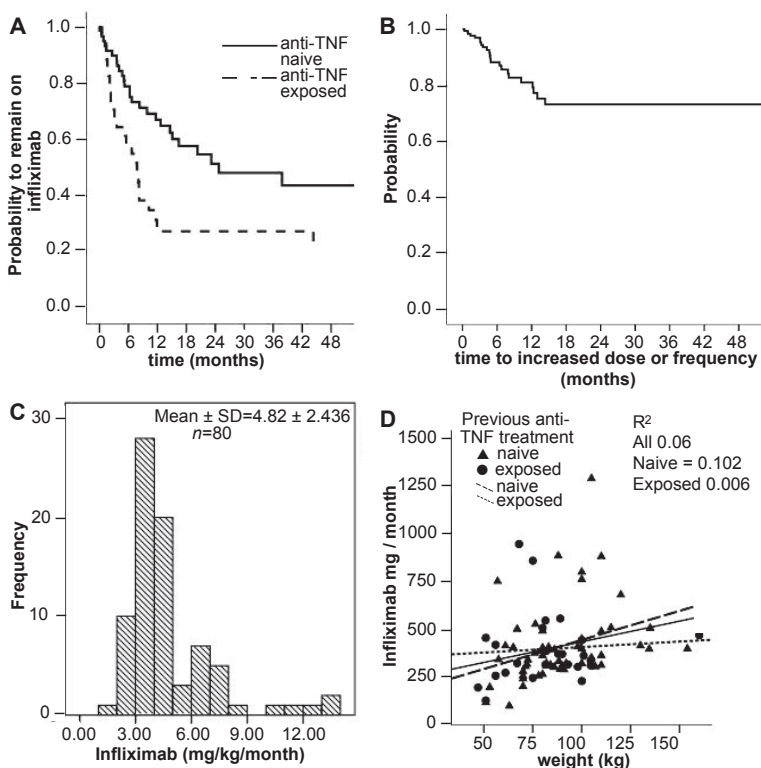 A
1.0
0.8
0.6
0.4
0.2
0.0
Probability to remain on
infliximab
anti-TNF
naive
anti-TNF
exposed
0 6 12 18 24 30 36 42 48
time (months)
B
1.0
0.8
0.6
0.4
0.2
0.0
Probability
0 6 12 18 24 30 36 42 48
time to increased dose or frequency
(months)
C
Mean ± SD=4.82 ± 2.436
n=80
30
20
10
0
Frequency
0.00 3.00 6.00 9.00 12.00
Infliximab (mg/kg/month)
D
Previous anti-
TNF treatment
naive
exposed
naive
exposed
R²
All 0.06
Naive = 0.102
Exposed 0.006
1500
1250
1000
750
500
250
0
Infliximab mg / month
50 75 100 125 150
weight (kg)